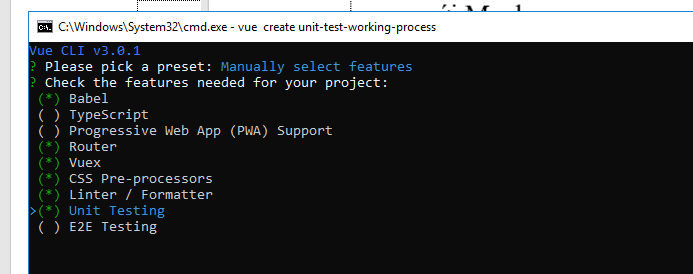 C:\Windows\System32\cmd.exe - vue  create unit-test-working-process
Vue CLI v3.0.1
? Please pick a preset: Manually select features
? Check the features needed for your project:
(*) Babel
( ) TypeScript
( ) Progressive Web App (PWA) Support
(*) Router
(*) Vuex
(*) CSS Pre-processors
(*) Linter / Formatter
>(*) Unit Testing
( ) E2E Testing